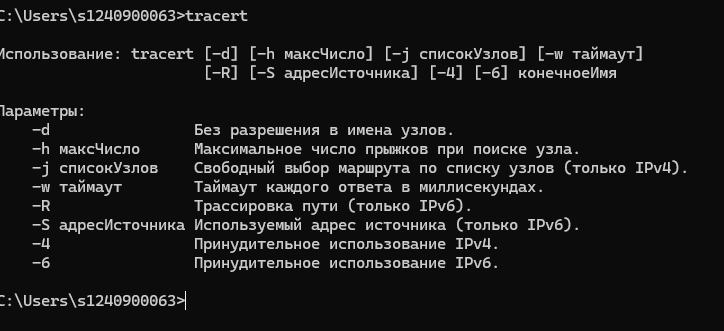 C:\Users\s1240900063>tracert
Использование: tracert [-d] [-h максЧисло] [-j списокУзлов] [-w таймаут]
[-R] [-S адресИсточника] [-4] [-6] конечноеИмя
Параметры:
-d Без разрешения в имена узлов.
-h максЧисло Максимальное число прыжков при поиске узла.
-j списокУзлов Свободный выбор маршрута по списку узлов (только IPv4).
-w таймаут Таймаут каждого ответа в миллисекундах.
-R Трассировка пути (только IPv6).
-S адресИсточника Используемый адрес источника (только IPv6).
-4 Принудительное использование IPv4.
-6 Принудительное использование IPv6.
C:\Users\s1240900063>